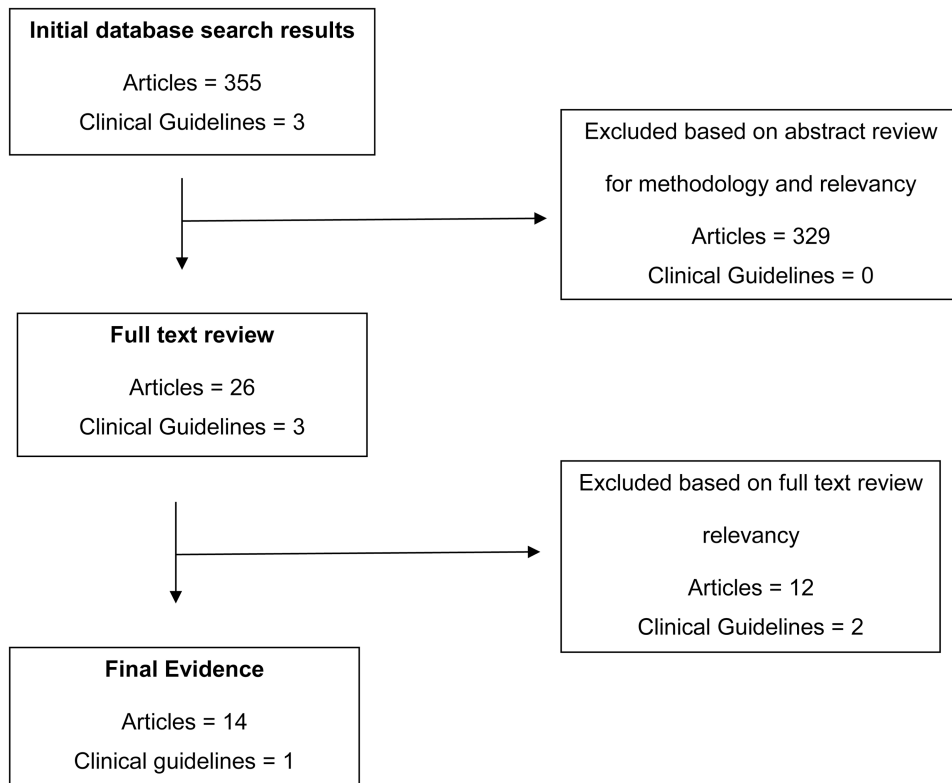 Initial database search results
Articles = 355
Clinical Guidelines = 3
Excluded based on abstract review
for methodology and relevancy
Articles = 329
Clinical Guidelines = 0
Full text review
Articles = 26
Clinical Guidelines = 3
Excluded based on full text review
relevancy
Articles = 12
Clinical Guidelines = 2
Final Evidence
Articles = 14
Clinical guidelines = 1